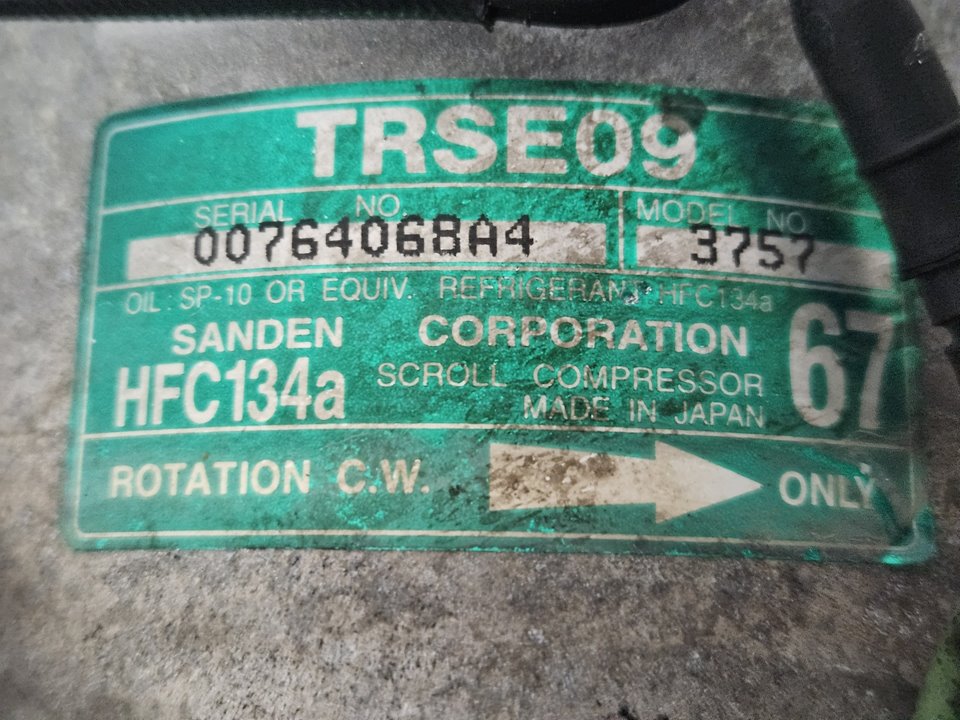 TRSE09
SERIAL NO. MODEL NO.
00764068A4 3757
OIL SP-10 OR EQUIV. REFRIGERANT HFC134a
SANDEN CORPORATION 67
HFC134a SCROLL COMPRESSOR
MADE IN JAPAN
ROTATION C.W. ONLY